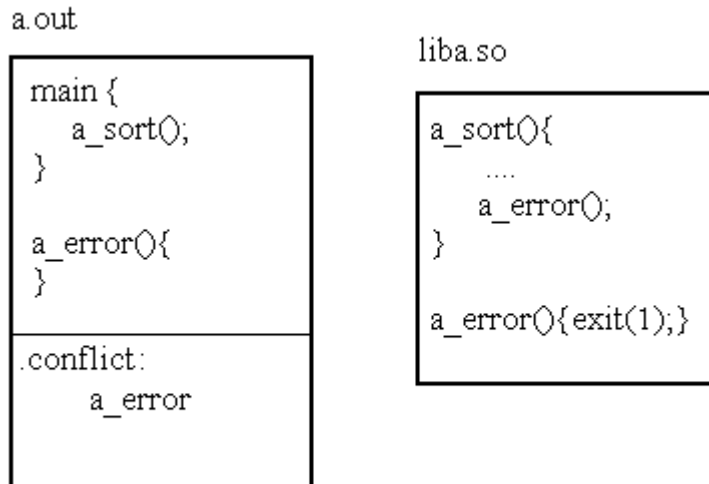 a.out
main {
a_sort();
}
a_error(){
}
.conflict:
a_error
liba.so
a_sort(){
....
a_error();
}
a_error(){exit(1);}